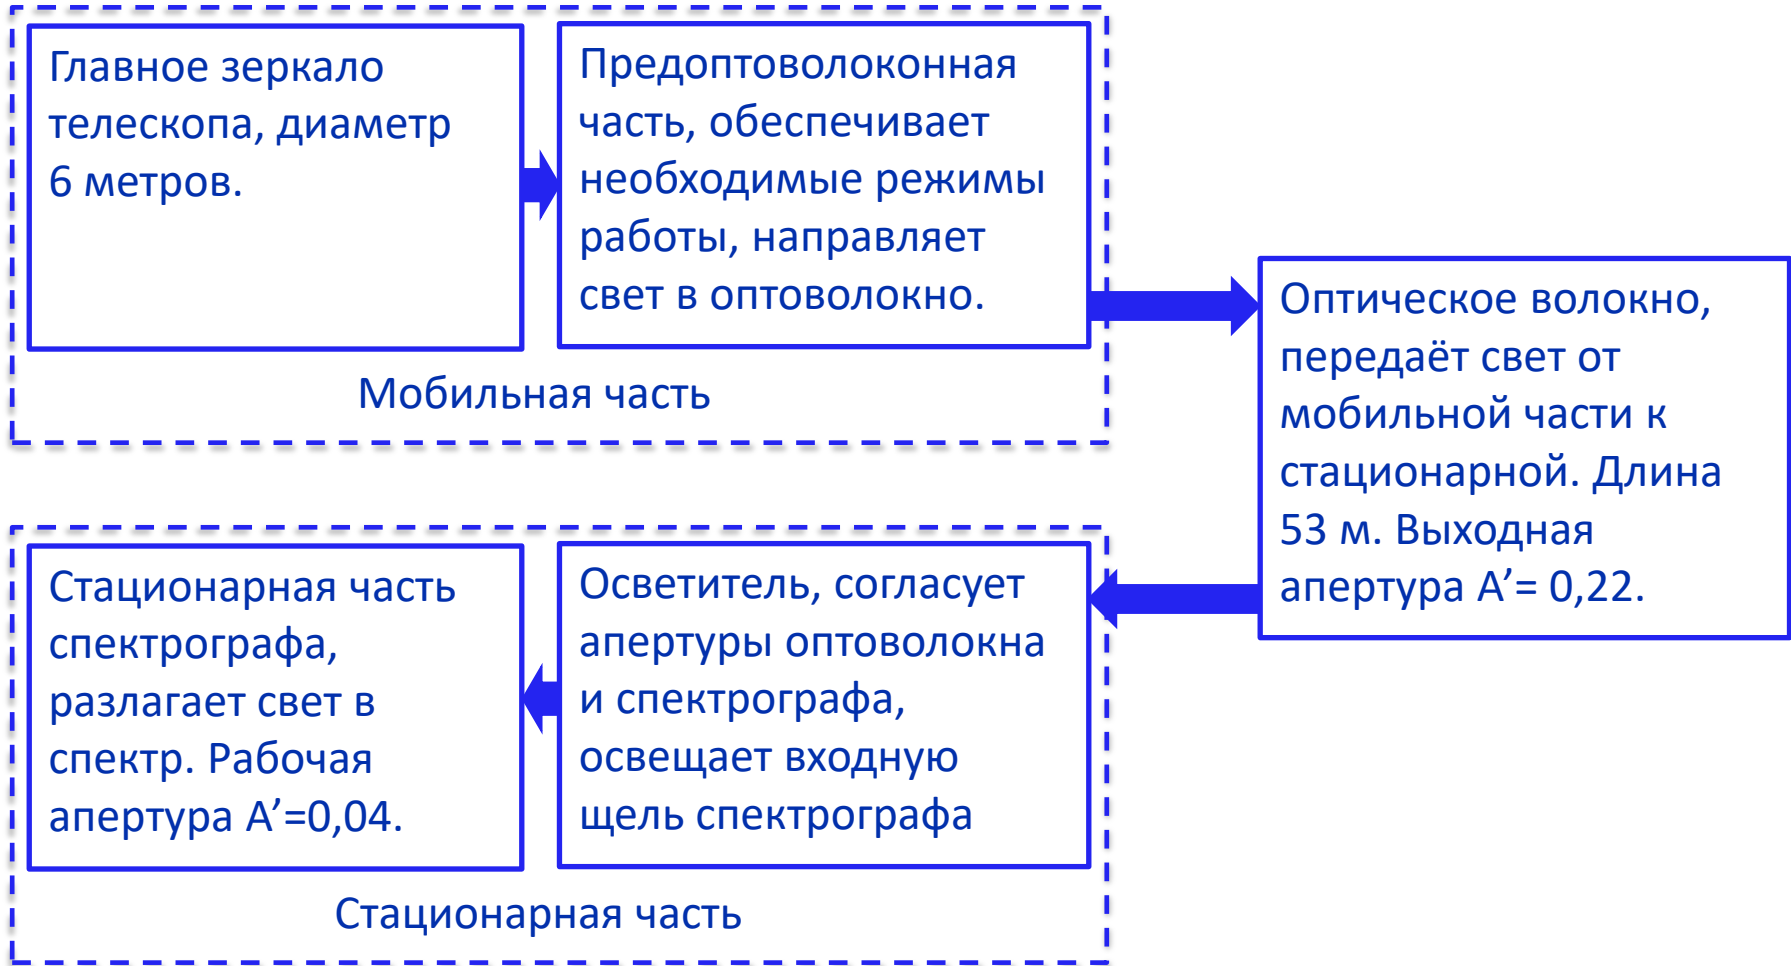 Главное зеркало
телескопа, диаметр
6 метров.
Предоптоволоконная
часть, обеспечивает
необходимые режимы
работы, направляет
свет в оптоволокно.
Мобильная часть
Оптическое волокно,
передаёт свет от
мобильной части к
стационарной. Длина
53 м. Выходная
апертура A’= 0,22.
Осветитель, согласует
апертуры оптоволокна
и спектрографа,
освещает входную
щель спектрографа
Стационарная часть
спектрографа,
разлагает свет в
спектр. Рабочая
апертура A’=0,04.
Стационарная часть